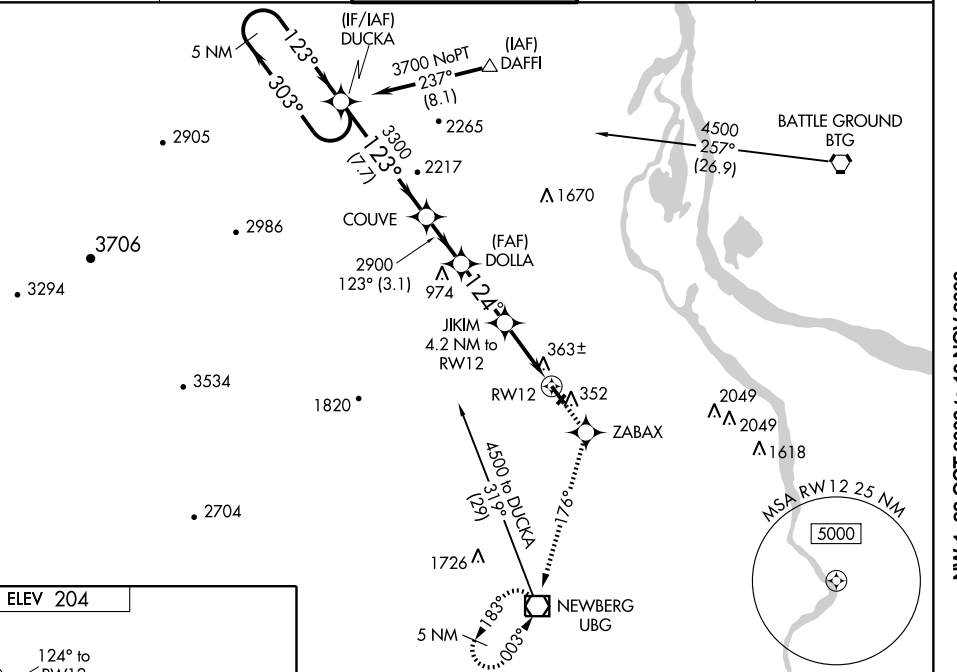 (IF/IAF)
DUCKA
5 NM
123°
303°
(IAF)
DAFFI
3700 NoPT
237°
(8.1)
2265
2905
3300
123°
(7.7)
2217
4500
257°
(26.9)
BATTLE GROUND
BTG
1670
COUVE
2986
3706
(FAF)
DOLLA
2900
123° (3.1)
974
3294
124°
JIKIM
4.2 NM to
RW12
363±
3534
RW12
352
1820
2049
2049
ZABAX
1618
4500 to DUCKA
319°
(29)
176°
MSA RW12 25 NM
5000
2704
1726
ELEV 204
183°
003°
5 NM
NEWBERG
UBG
124° to
RW12